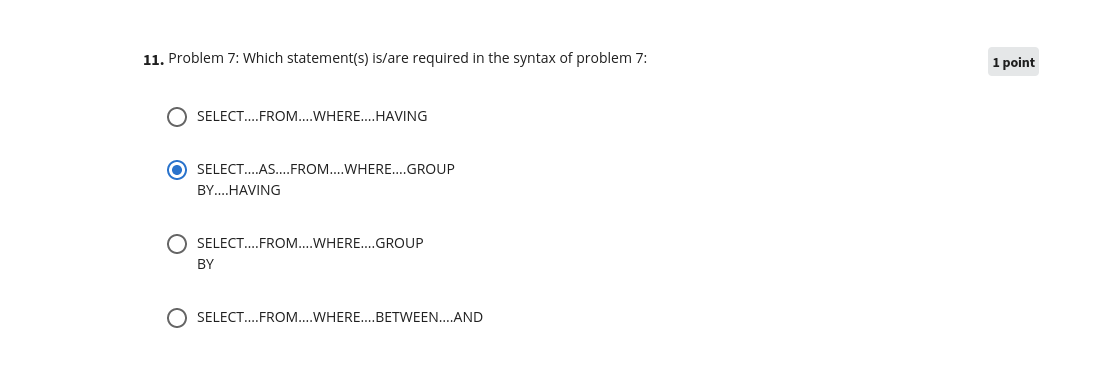 11. Problem 7: Which statement(s) is/are required in the syntax of problem 7:
1 point
SELECT....FROM....WHERE....HAVING
SELECT....AS....FROM....WHERE....GROUP
BY....HAVING
SELECT....FROM....WHERE....GROUP
BY
SELECT....FROM....WHERE....BETWEEN....AND